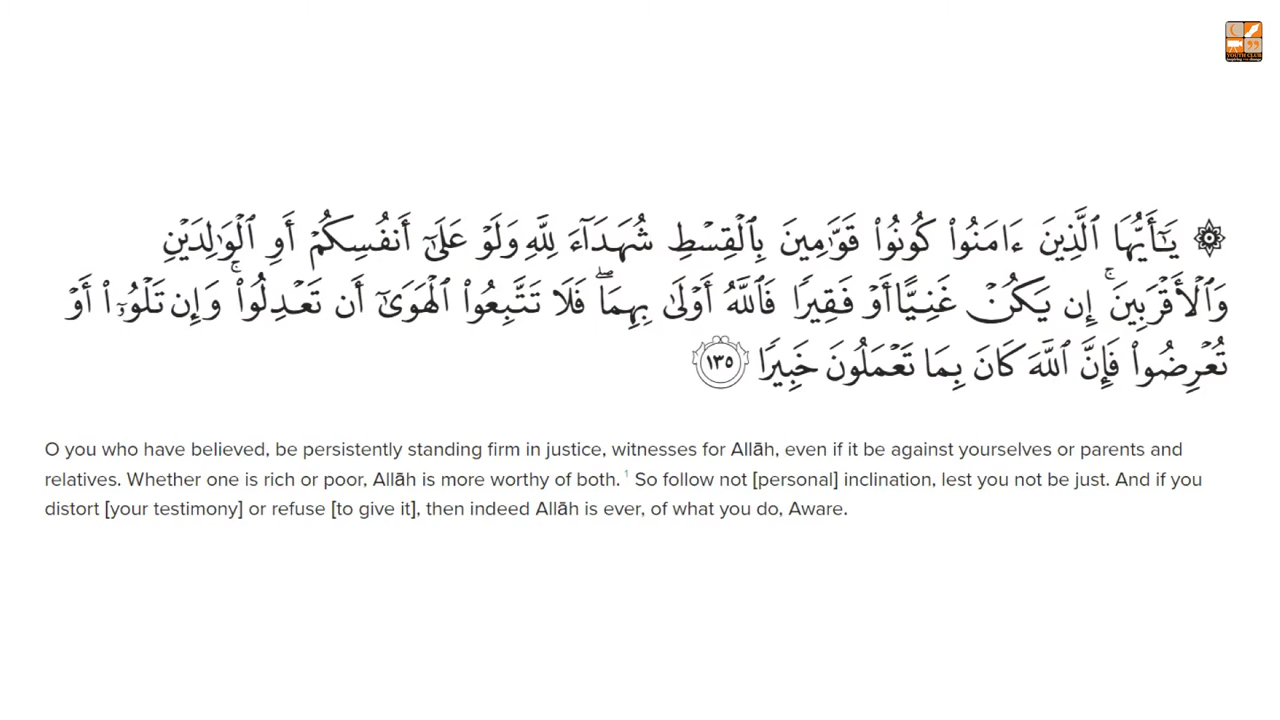 YOUTH CLUB
۞ يَـٰٓأَيُّهَا ٱلَّذِينَ ءَامَنُوا۟ كُونُوا۟ قَوَّٰمِينَ بِٱلْقِسْطِ شُهَدَآءَ لِلَّهِ وَلَوْ عَلَىٰٓ أَنفُسِكُمْ أَوِ ٱلْوَٰلِدَيْنِ
وَٱلْأَقْرَبِينَ ۚ إِن يَكُنْ غَنِيًّا أَوْ فَقِيرًا فَٱللَّهُ أَوْلَىٰ بِهِمَا ۖ فَلَا تَتَّبِعُوا۟ ٱلْهَوَىٰٓ أَن تَعْدِلُوا۟ ۚ وَإِن تَلْوُۥٓا۟ أَوْ
تُعْرِضُوا۟ فَإِنَّ ٱللَّهَ كَانَ بِمَا تَعْمَلُونَ خَبِيرًا ١٣٥
O you who have believed, be persistently standing firm in justice, witnesses for Allāh, even if it be against yourselves or parents and
relatives. Whether one is rich or poor, Allāh is more worthy of both. ¹ So follow not [personal] inclination, lest you not be just. And if you
distort [your testimony] or refuse [to give it], then indeed Allāh is ever, of what you do, Aware.